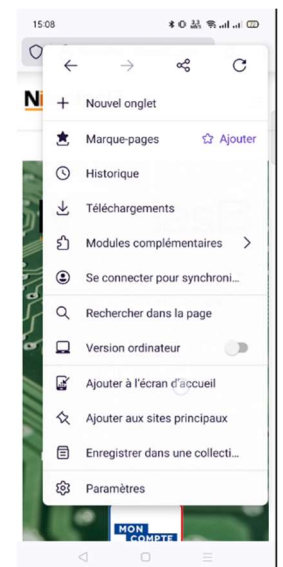 15:08
Ni
Nouvel onglet
Marque-pages Ajouter
Historique
Téléchargements
Modules complémentaires
Se connecter pour synchroni...
Rechercher dans la page
Version ordinateur
Ajouter à l'écran d'accueil
Ajouter aux sites principaux
Enregistrer dans une collecti...
Paramètres
MON
COMPTE